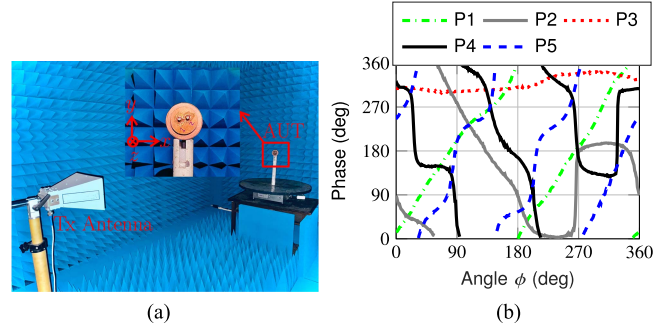 (a)
AUT
y
x
z
Tx Antenna
(b)
P1 P2 P3
P4 P5
360
270
180
90
0
Phase (deg)
0 90 180 270 360
Angle ϕ (deg)
(a) (b)